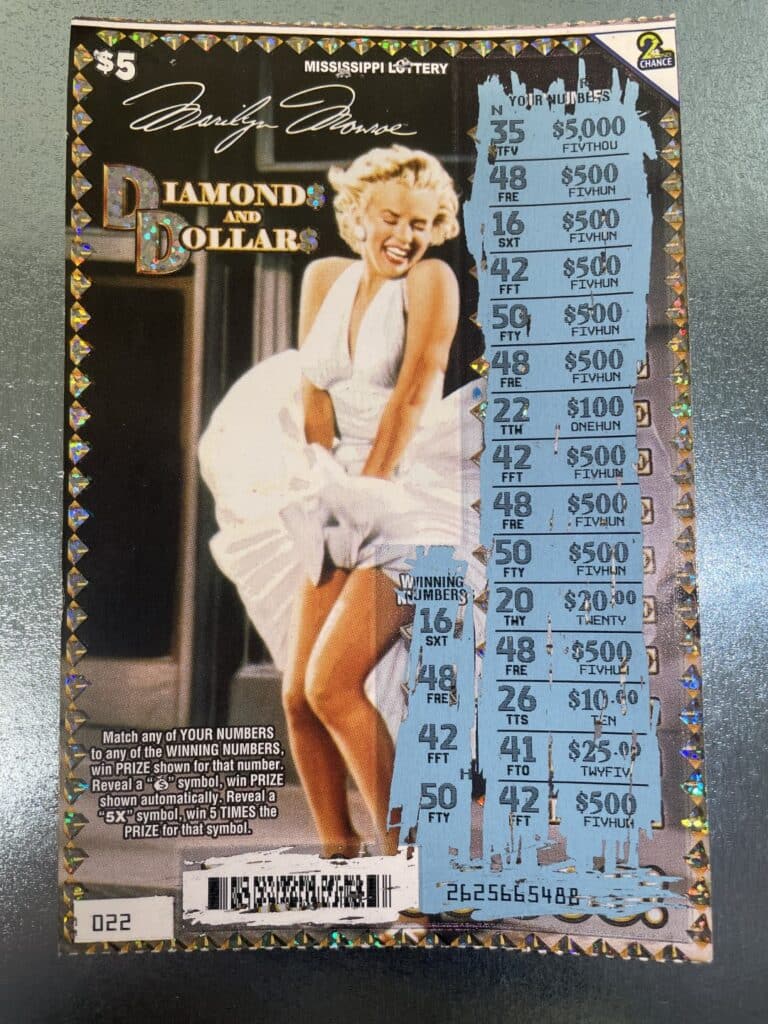 $5
MISSISSIPPI LOTTERY
2nd CHANCE
Marilyn Monroe
DIAMONDS
AND
DOLLARS
YOUR NUMBERS
35 $5,000
TFV FIVTHOU
48 $500
FRE FIVHUN
16 $500
SXT FIVHUN
42 $500
FFT FIVHUN
50 $500
FTY FIVHUN
48 $500
FRE FIVHUN
22 $100
TTW ONEHUN
42 $500
FFT FIVHUN
48 $500
FRE FIVHUN
50 $500
FTY FIVHUN
20 $20.00
TWY TWENTY
48 $500
FRE FIVHUN
26 $10.00
TTS TEN
41 $25.00
FTO TWYFIV
42 $500
FFT FIVHUN
WINNING
NUMBERS
16
SXT
48
FRE
42
FFT
50
FTY
Match any of YOUR NUMBERS
to any of the WINNING NUMBERS,
win PRIZE shown for that number.
Reveal a "$" symbol, win PRIZE
shown automatically. Reveal a
"5X" symbol, win 5 TIMES the
PRIZE for that symbol.
022
2625665488